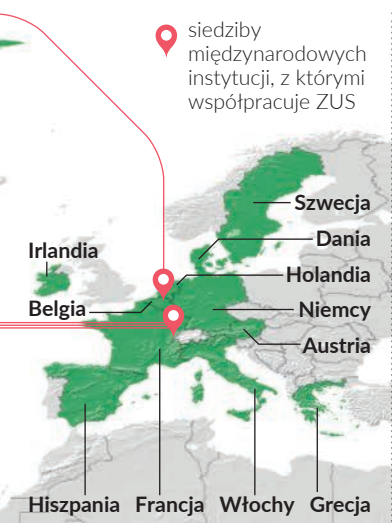 siedziby
międzynarodowych
instytucji, z którymi
współpracuje ZUS
Szwecja
Irlandia
Dania
Holandia
Belgia
Niemcy
Austria
Hiszpania Francja Włochy Grecja